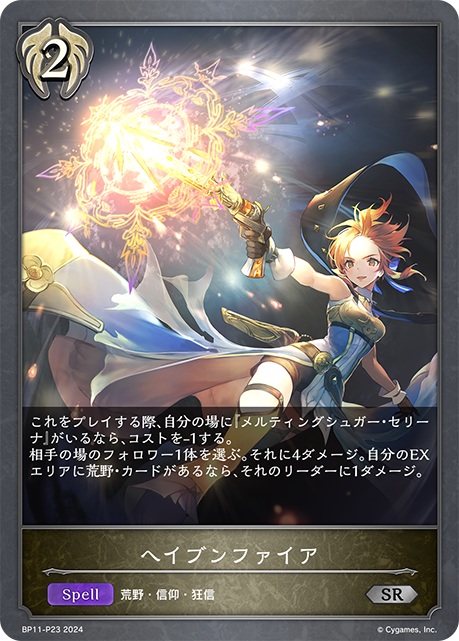 2
これをプレイする際、自分の場に『メルティングシュガー・セリー
ナ』がいるなら、コストを-1する。
相手の場のフォロワー1体を選ぶ。それに4ダメージ。自分のEX
エリアに荒野・カードがあるなら、それのリーダーに1ダメージ。
ヘイブンファイア
Spell 荒野・信仰・狂信 SR
BP11-P23 2024 © Cygames, Inc.